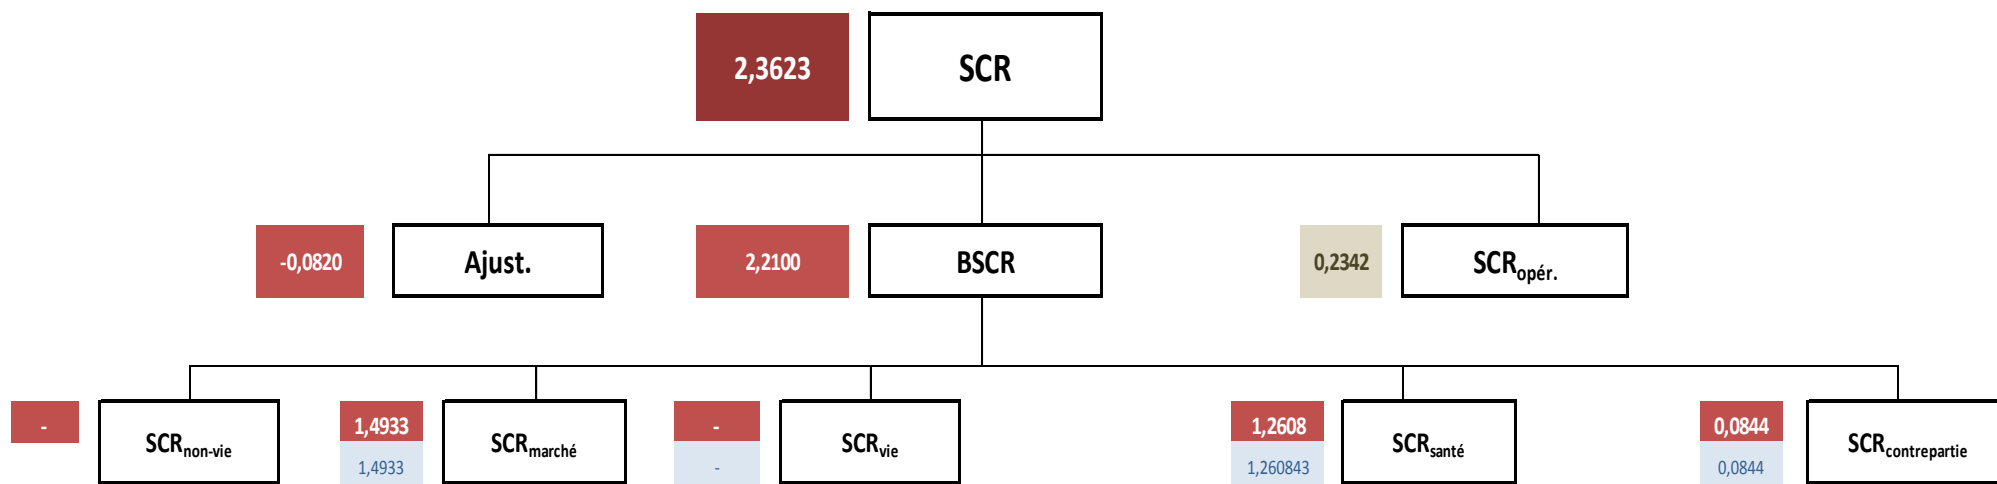 2,3623 SCR
-0,0820 Ajust. 2,2100 BSCR 0,2342 SCRopér.
- SCRnon-vie 1,4933 SCRmarché - SCRvie 1,2608 SCRsanté 0,0844 SCRcontrepartie
1,4933 - 1,260843 0,0844